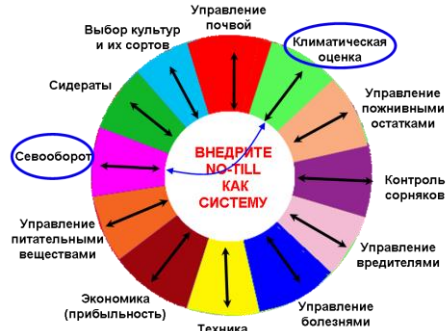 Управление
почвой
Климатическая
оценка
Управление
пожнивными
остатками
Контроль
сорняков
Управление
вредителями
Управление
болезнями
Техника
Экономика
(прибыльность)
Управление
питательными
веществами
Севооборот
Сидераты
Выбор культур
и их сортов
ВНЕДРИТЕ
NO-TILL
КАК
СИСТЕМУ